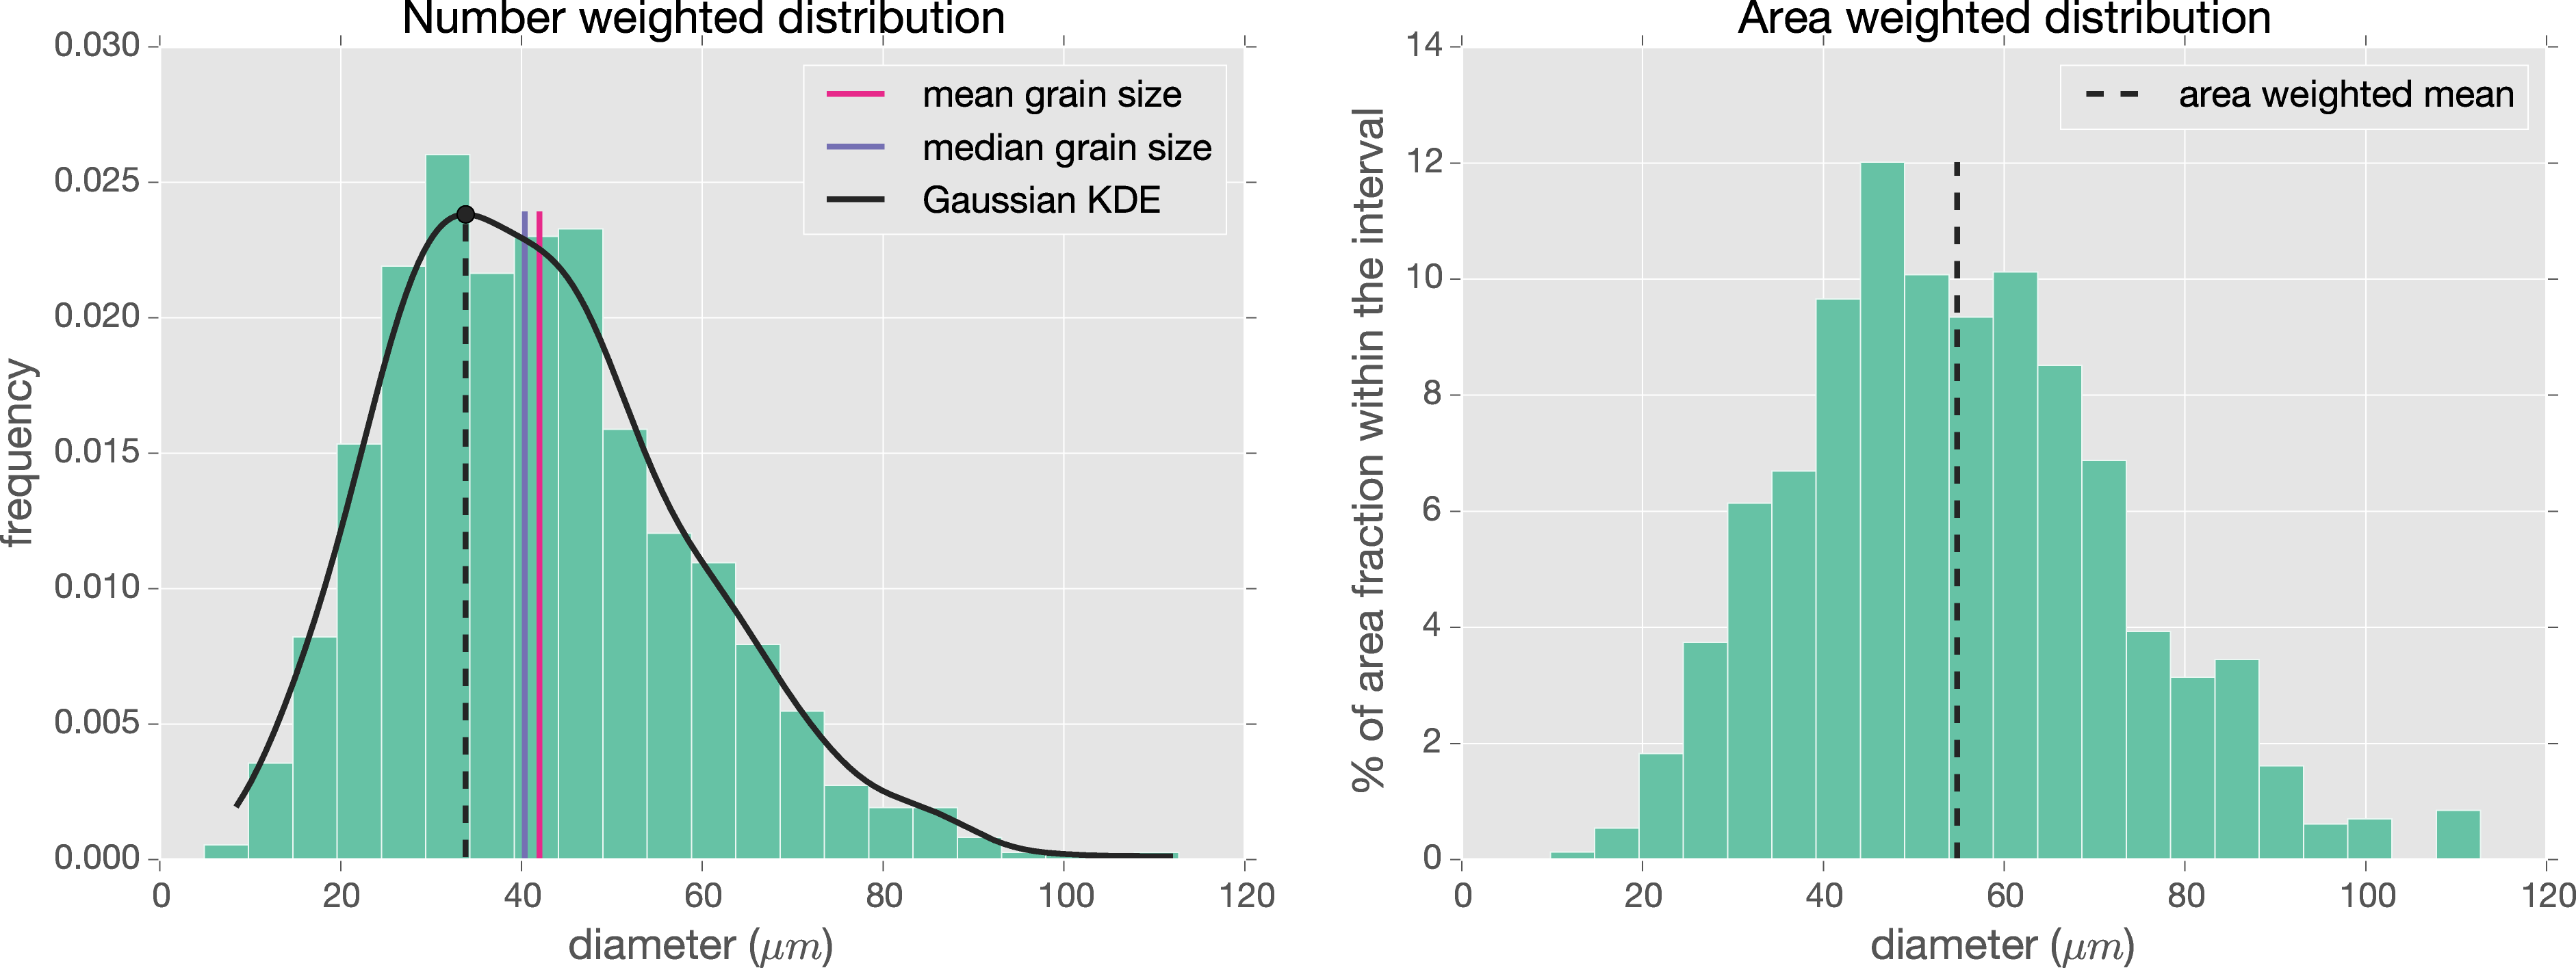 Number weighted distribution
0.030
0.025
0.020
0.015
0.010
0.005
0.000
frequency
mean grain size
median grain size
Gaussian KDE
0 20 40 60 80 100 120
diameter (μm)
Area weighted distribution
14
12
10
8
6
4
2
0
% of area fraction within the interval
area weighted mean
0 20 40 60 80 100 120
diameter (μm)